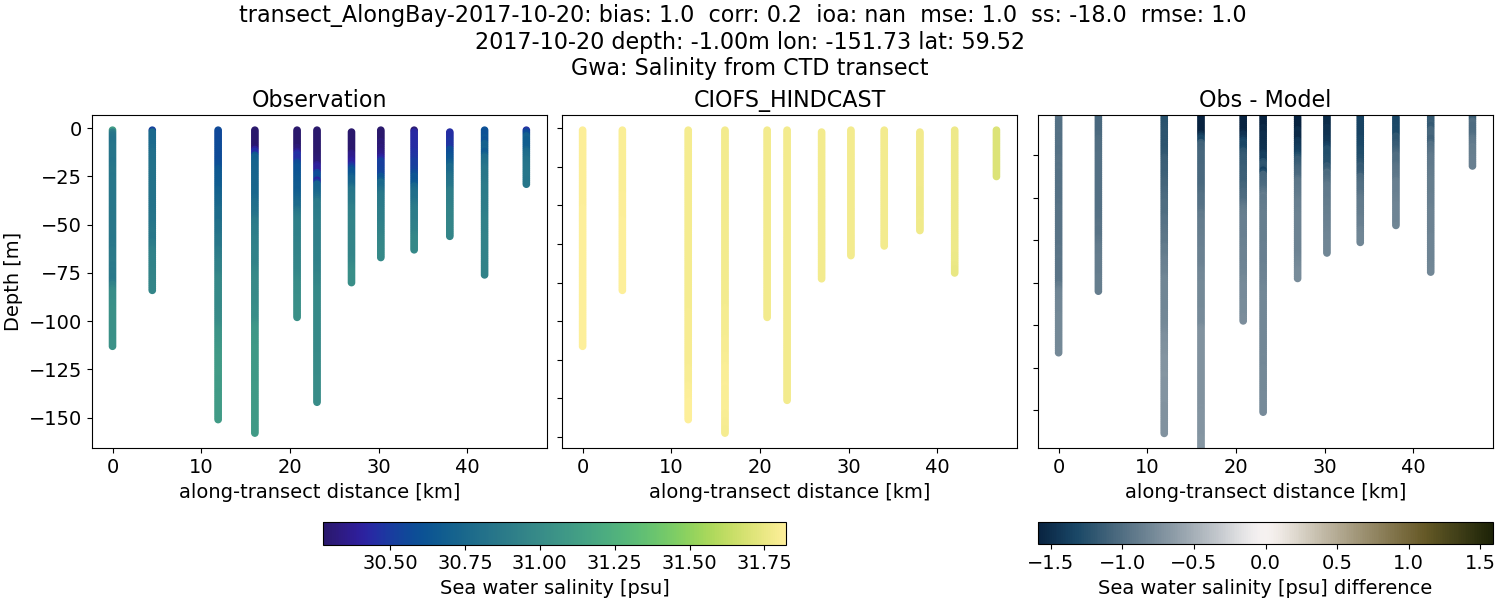 transect_AlongBay-2017-10-20: bias: 1.0  corr: 0.2  ioa: nan  mse: 1.0  ss: -18.0  rmse: 1.0
2017-10-20 depth: -1.00m lon: -151.73 lat: 59.52
Gwa: Salinity from CTD transect
Observation
CIOFS_HINDCAST
Obs - Model
Depth [m]
0
−25
−50
−75
−100
−125
−150
0 10 20 30 40
0 10 20 30 40
0 10 20 30 40
along-transect distance [km]
along-transect distance [km]
along-transect distance [km]
30.50 30.75 31.00 31.25 31.50 31.75
Sea water salinity [psu]
−1.5 −1.0 −0.5 0.0 0.5 1.0 1.5
Sea water salinity [psu] difference